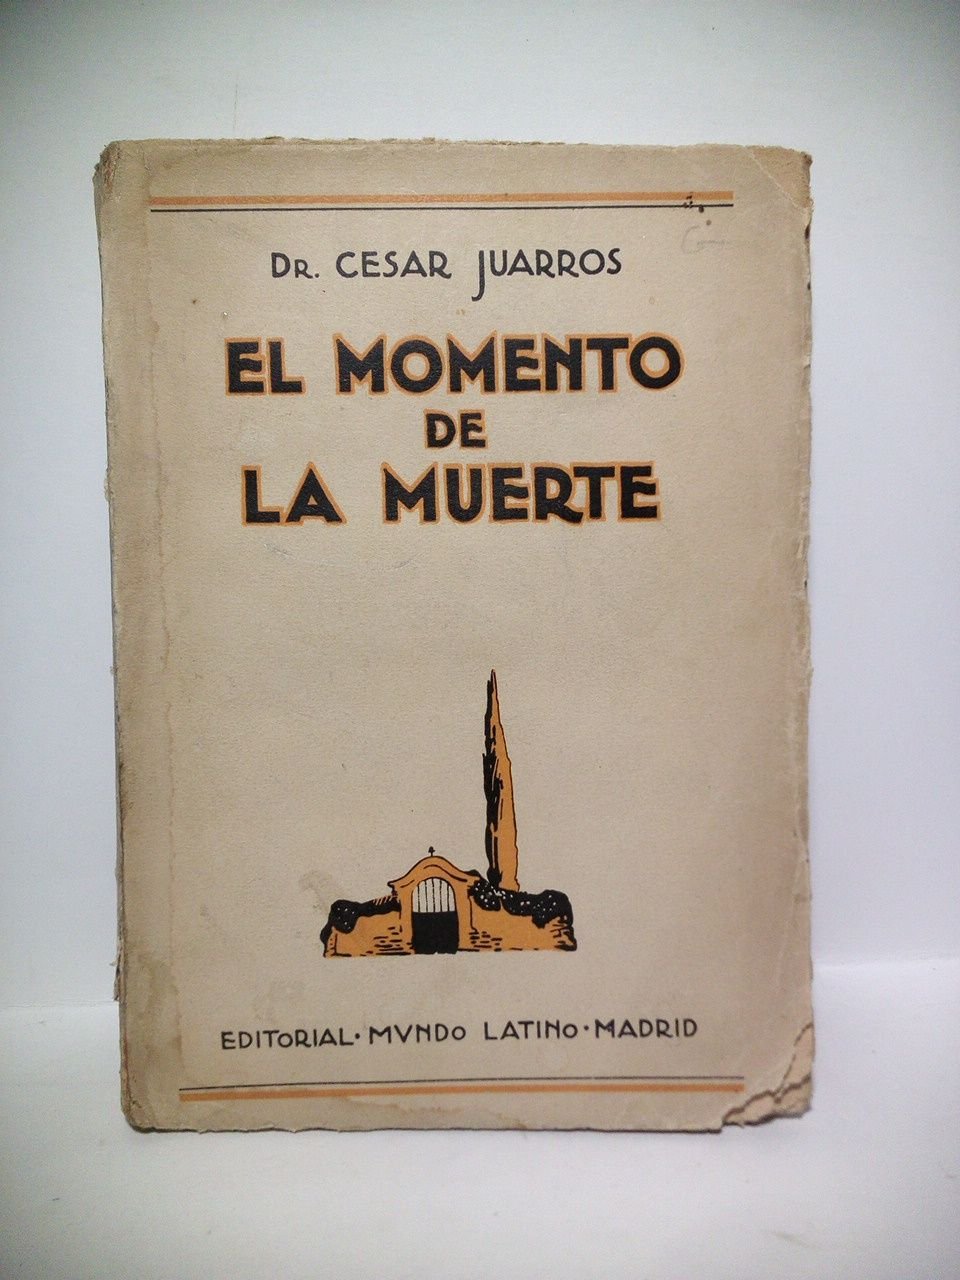 DR. CESAR JUARROS
EL MOMENTO
DE
LA MUERTE
EDITORIAL · MVNDO LATINO · MADRID